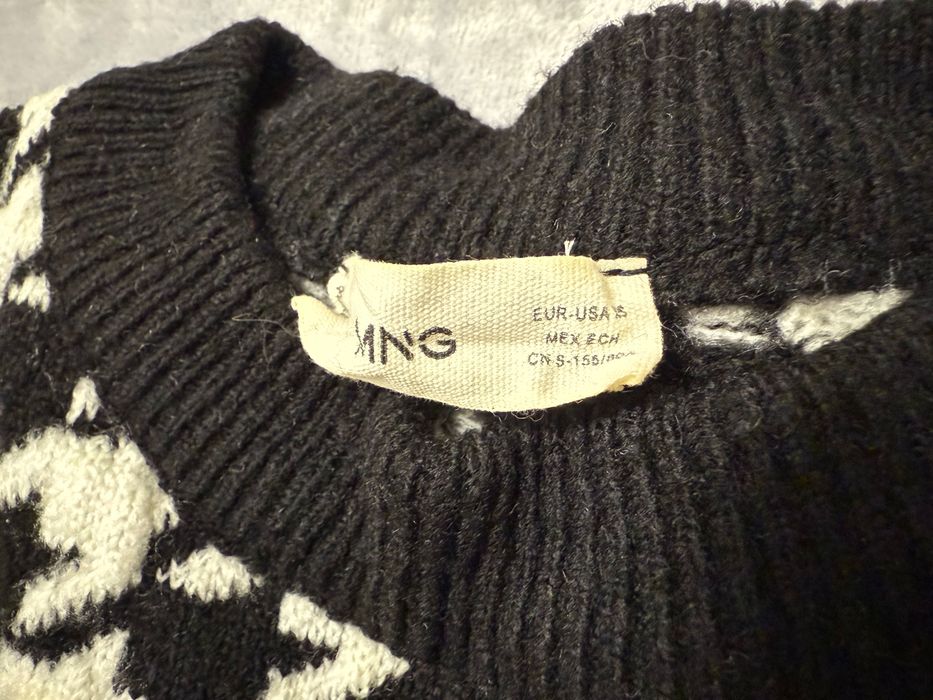 MNG
EUR-USA S
MEX ECH
CN S-155/